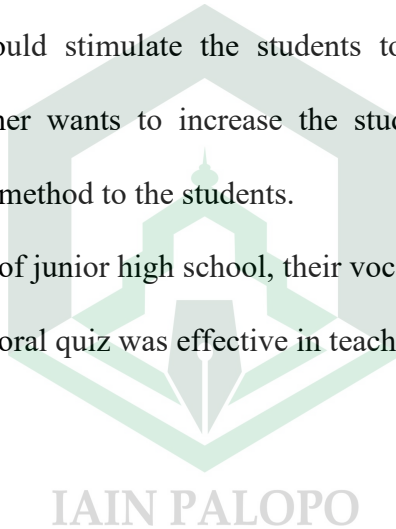 ould stimulate the students to
her wants to increase the stud
method to the students.
of junior high school, their voc
oral quiz was effective in teach
IAIN PALOPO